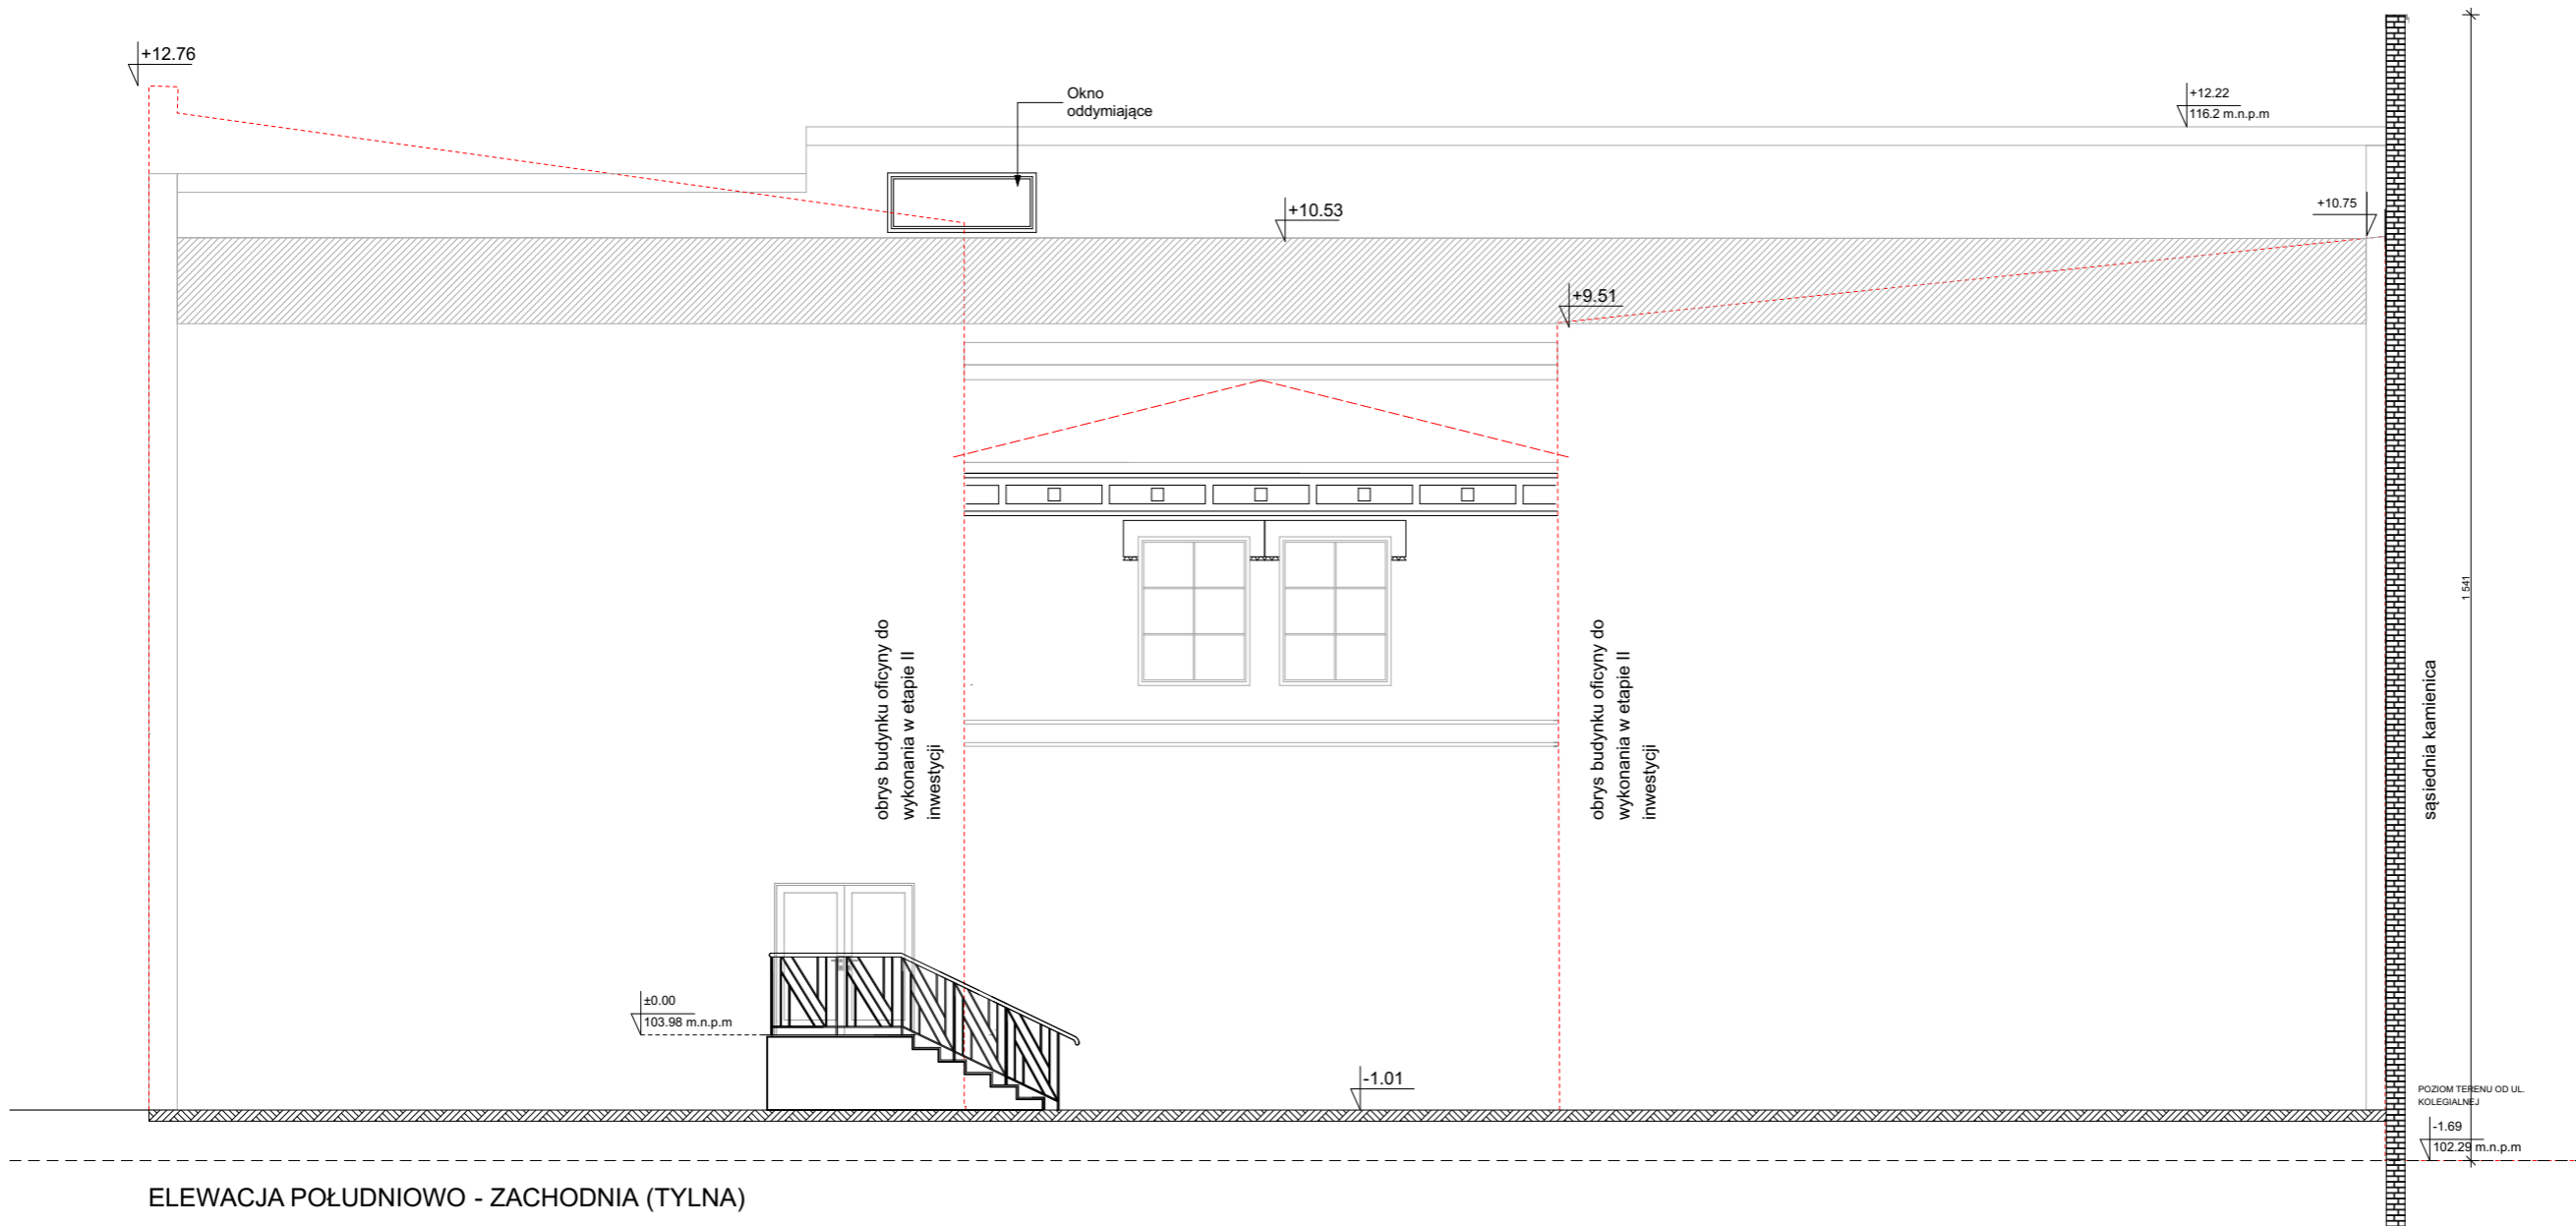 +12.76
Okno
oddymiające
+12.22
116.2 m.n.p.m
+10.53
+10.75
+9.51
obrys budynku oficyny do
wykonania w etapie II
inwestycji
obrys budynku oficyny do
wykonania w etapie II
inwestycji
1 541
sąsiednia kamienica
±0.00
103.98 m.n.p.m
-1.01
POZIOM TERENU OD UL.
KOLEGIALNEJ
-1.69
102.29 m.n.p.m
ELEWACJA POŁUDNIOWO - ZACHODNIA (TYLNA)